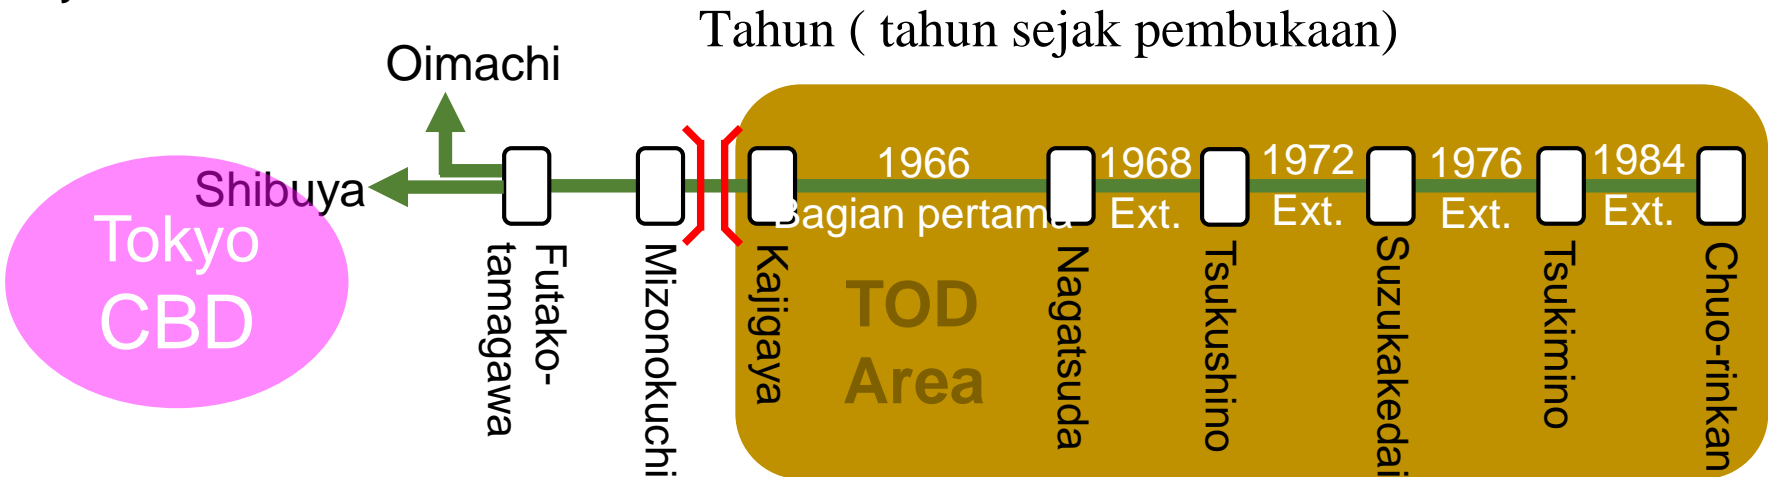 Tahun ( tahun sejak pembukaan)
Oimachi
Shibuya
Tokyo
CBD
1966
Bagian pertama
1968
Ext.
1972
Ext.
1976
Ext.
1984
Ext.
Futako-
tamagawa
Mizonokuchi
Kajigaya
TOD
Area
Nagatsuda
Tsukushino
Suzukakedai
Tsukimino
Chuo-rinkan